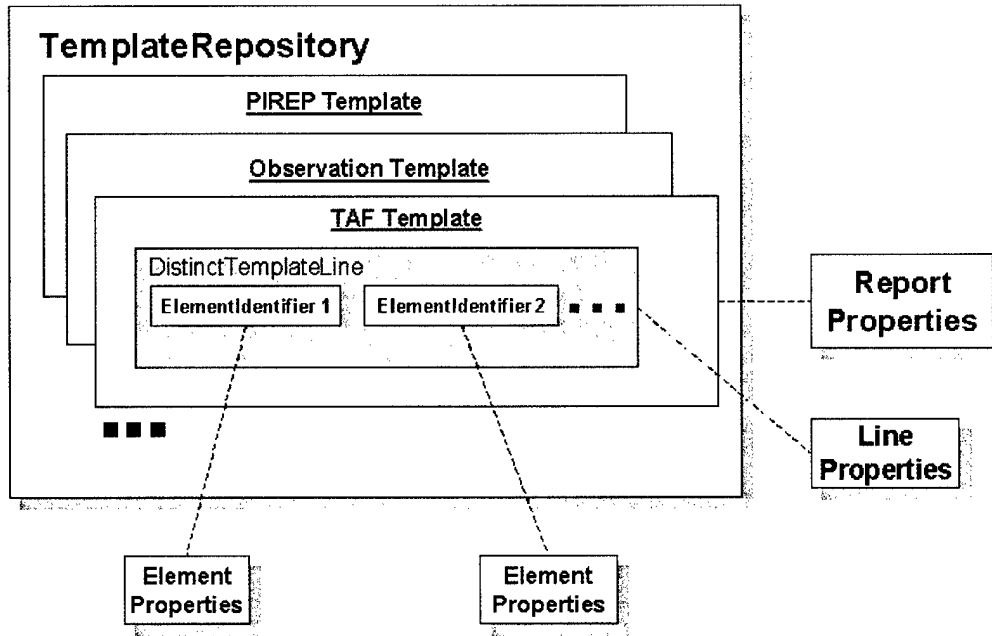 TemplateRepository
PIREP Template
Observation Template
TAF Template
DistinctTemplateLine
ElementIdentifier 1
ElementIdentifier 2
Report
Properties
Line
Properties
Element
Properties
Element
Properties